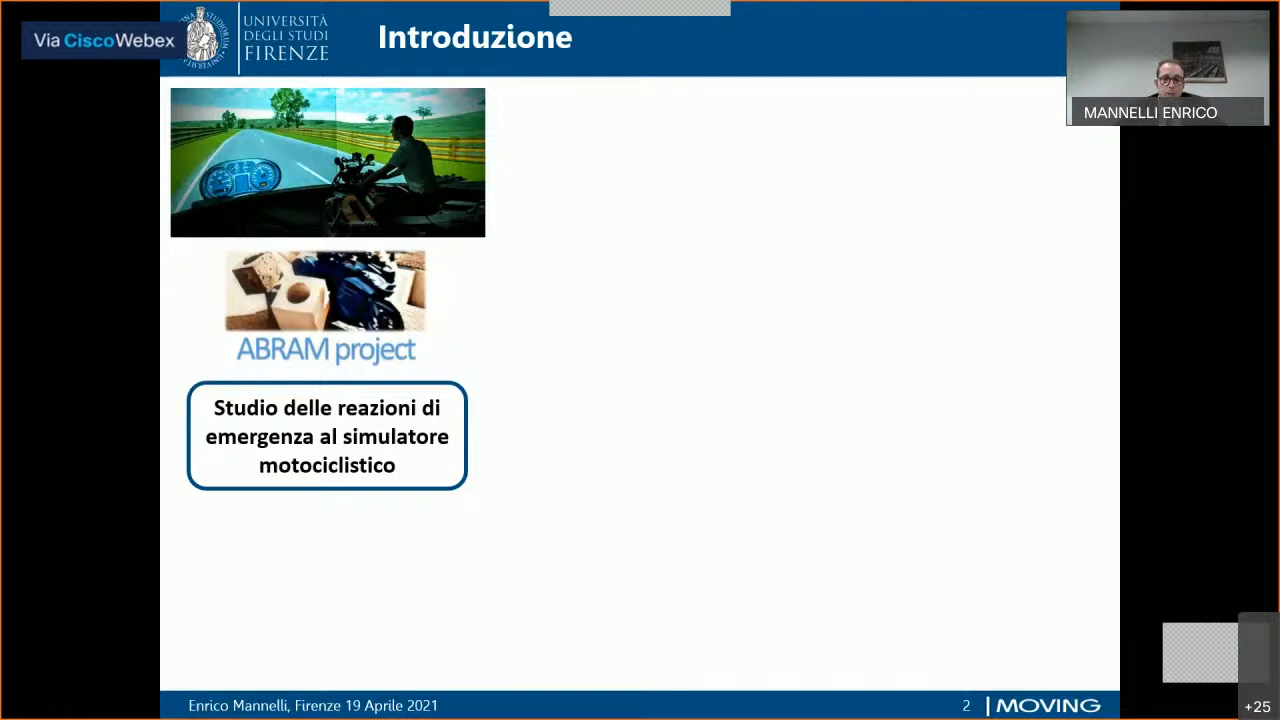 Via CiscoWebex
UNIVERSITÀ
DEGLI STUDI
FIRENZE
Introduzione
MANNELLI ENRICO
ABRAM project
Studio delle reazioni di
emergenza al simulatore
motociclistico
Enrico Mannelli, Firenze 19 Aprile 2021
2
MOVING
+25